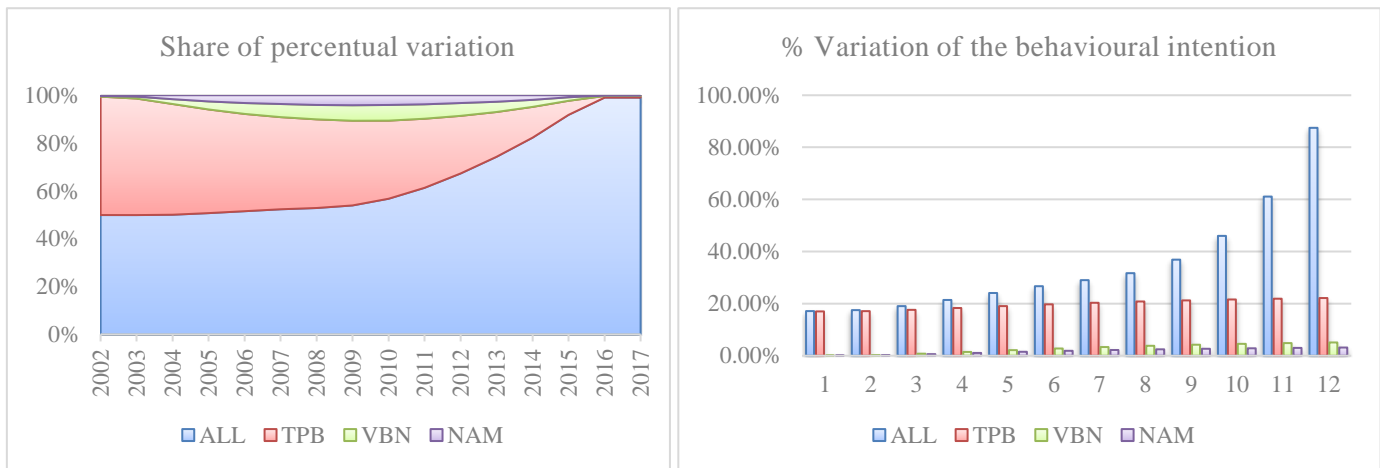 Share of percentual variation
100%
80%
60%
40%
20%
0%
2002 2003 2004 2005 2006 2007 2008 2009 2010 2011 2012 2013 2014 2015 2016 2017
ALL TPB VBN NAM
% Variation of the behavioural intention
100.00%
80.00%
60.00%
40.00%
20.00%
0.00%
1 2 3 4 5 6 7 8 9 10 11 12
ALL TPB VBN NAM